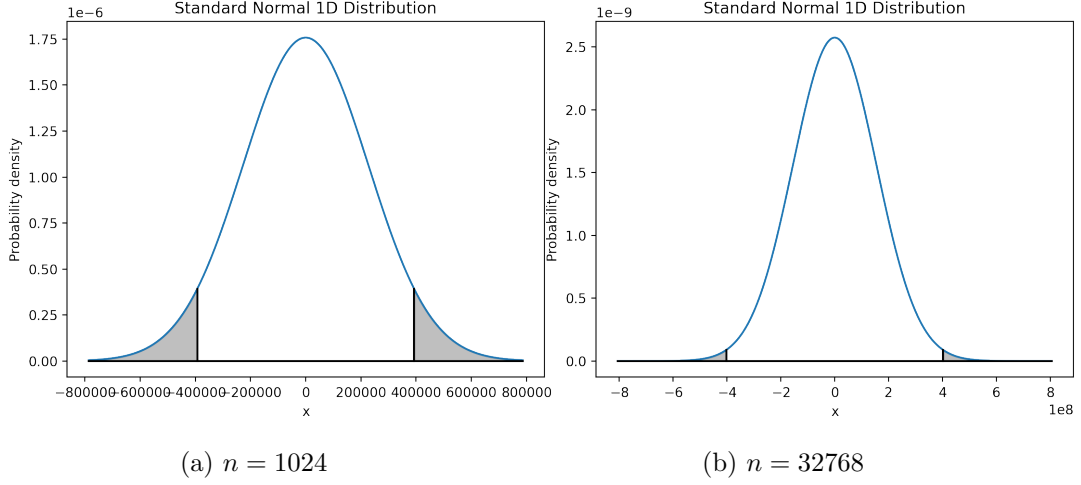 Standard Normal 1D Distribution
1e−6
1.75
1.50
1.25
1.00
0.75
0.50
0.25
0.00
Probability density
−800000 −600000 −400000 −200000 0 200000 400000 600000 800000
x
(a) n = 1024
Standard Normal 1D Distribution
1e−9
2.5
2.0
1.5
1.0
0.5
0.0
Probability density
−8 −6 −4 −2 0 2 4 6 8
1e8
x
(b) n = 32768